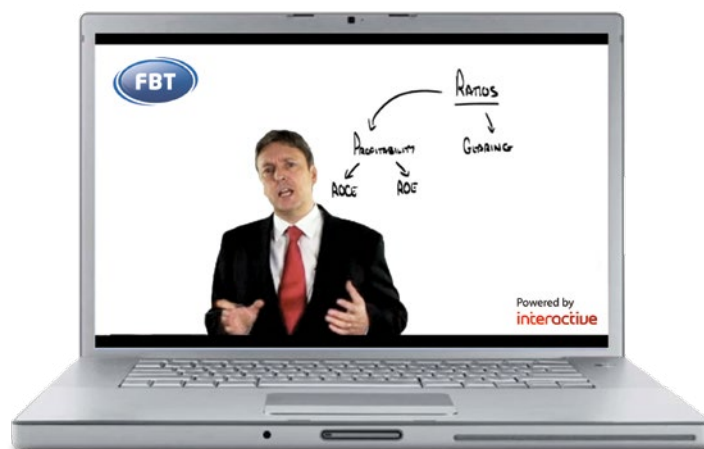 FBT
RATIOS
PROFITABILITY
GEARING
ROCE
ROE
Powered by
interactive